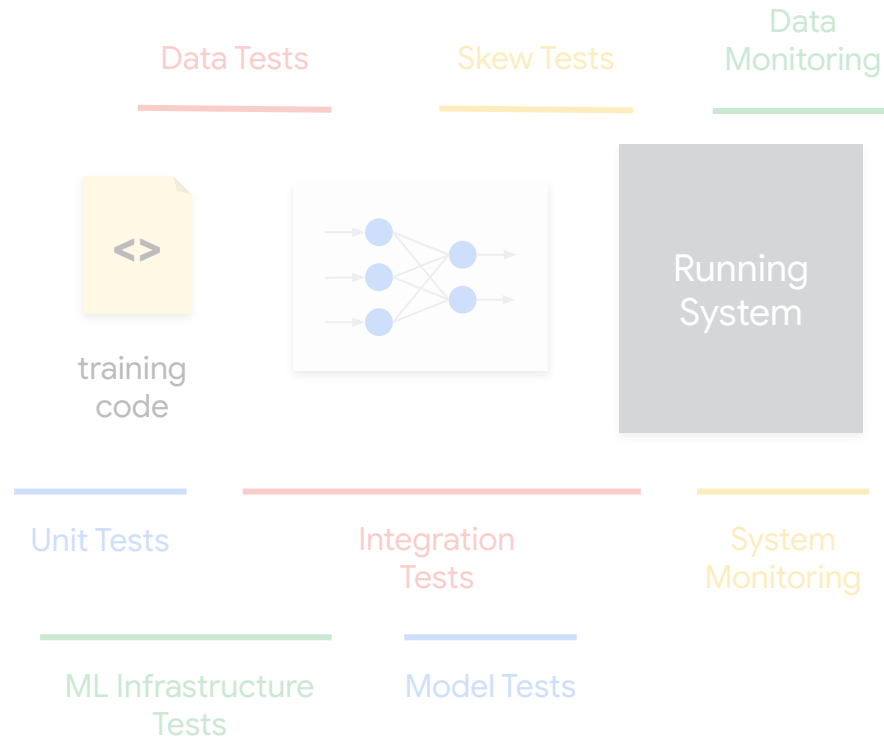 Data Tests
Skew Tests
Data
Monitoring
<>
training
code
Running
System
Unit Tests
Integration
Tests
System
Monitoring
ML Infrastructure
Tests
Model Tests